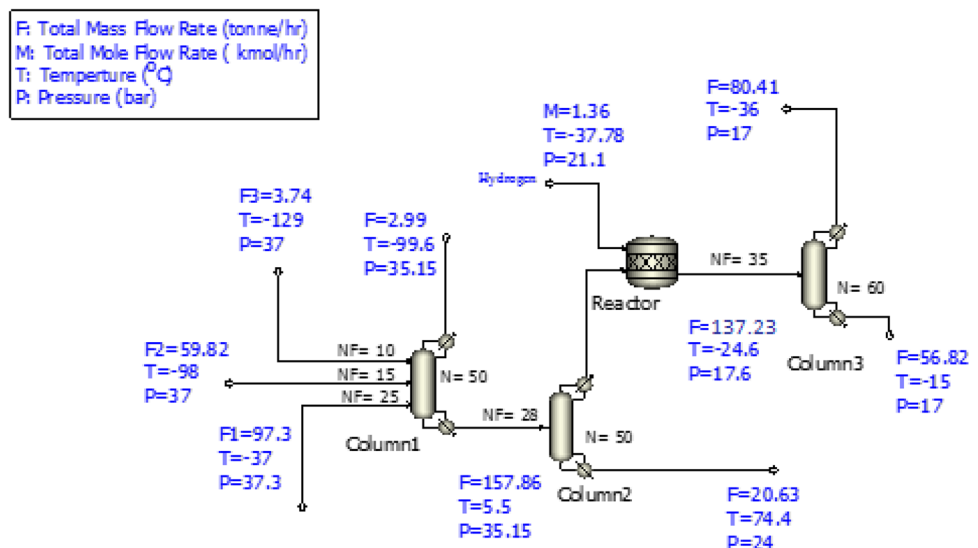 F: Total Mass Flow Rate (tonne/hr)
M: Total Mole Flow Rate ( kmol/hr)
T: Temperture (°C)
P: Pressure (bar)
F=80.41
T=-36
P=17
M=1.36
T=-37.78
P=21.1
Hydrogen
F3=3.74
T=-129
P=37
F=2.99
T=-99.6
P=35.15
NF= 35
N= 60
Reactor
F=137.23
T=-24.6
P=17.6
Column3
F=56.82
T=-15
P=17
F2=59.82
T=-98
P=37
NF= 10
NF= 15
NF= 25
N= 50
Column1
NF= 28
N= 50
Column2
F1=97.3
T=-37
P=37.3
F=157.86
T=5.5
P=35.15
F=20.63
T=74.4
P=24